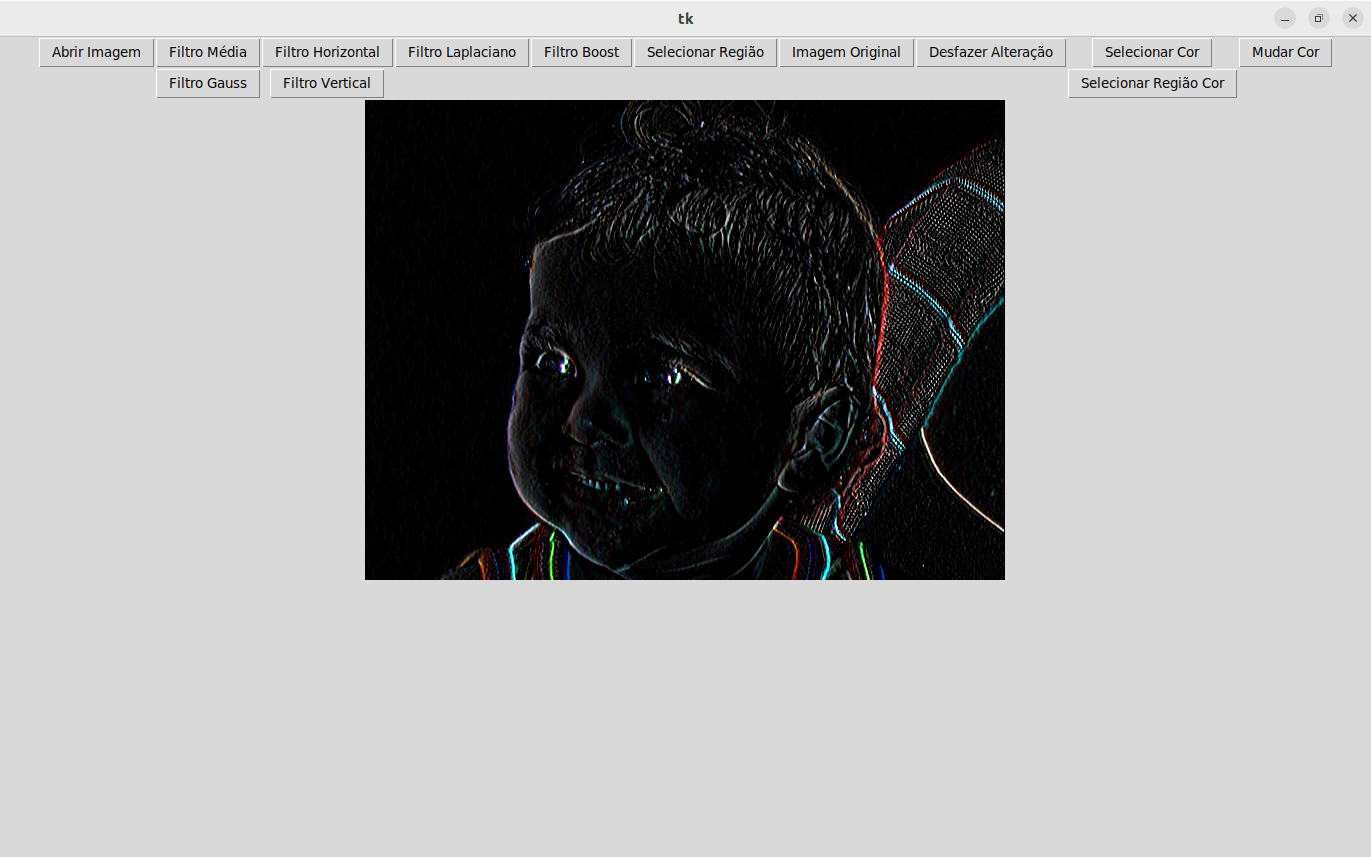 tk
Abrir Imagem Filtro Média Filtro Horizontal Filtro Laplaciano Filtro Boost Selecionar Região Imagem Original Desfazer Alteração Selecionar Cor Mudar Cor
Filtro Gauss Filtro Vertical Selecionar Região Cor